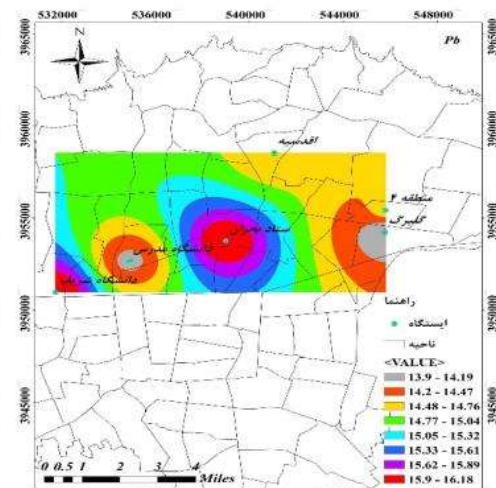 532000 536000 540000 544000 548000
3965000
3960000
3955000
3950000
3945000
N
Pb
اقدسیه
منطقه ۴
گلبرگ
ستاد بحران
دانشگاه مدرس
دانشگاه شریف
راهنما
ایستگاه
ناحیه
<VALUE>
13.9 - 14.19
14.2 - 14.47
14.48 - 14.76
14.77 - 15.04
15.05 - 15.32
15.33 - 15.61
15.62 - 15.89
15.9 - 16.18
0 0.5 1 2 3 4
Miles